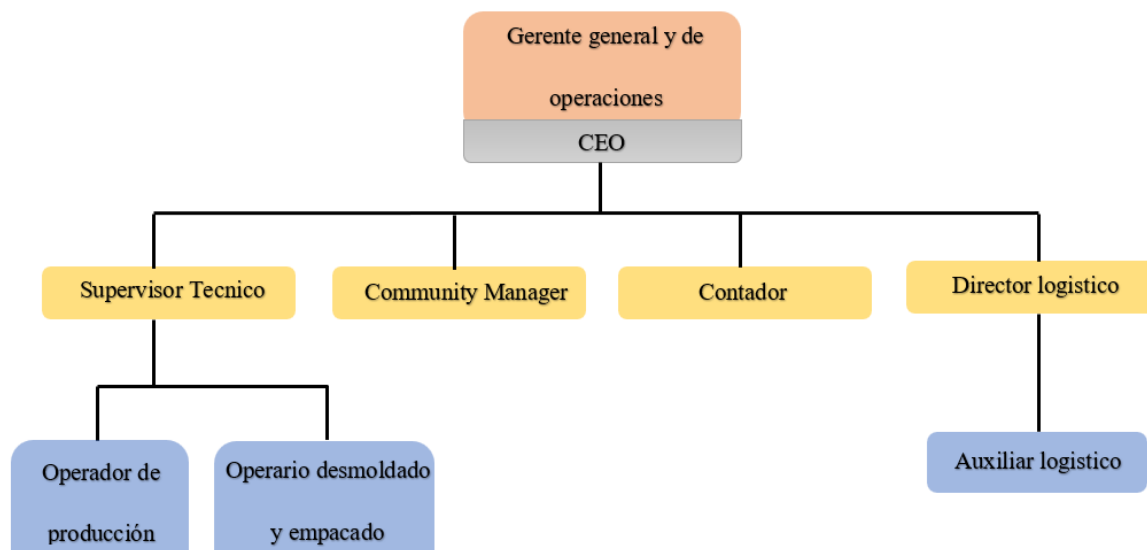 Gerente general y de
operaciones
CEO
Supervisor Tecnico
Community Manager
Contador
Director logistico
Operador de
producción
Operario desmoldado
y empacado
Auxiliar logistico